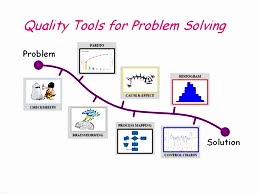 Quality Tools for Problem Solving
PARETO
Problem
HISTOGRAM
CAUSE & EFFECT
CHECKSHEETS
PROCESS MAPPING
BRAINSTORMING
Solution
CONTROL CHARTS